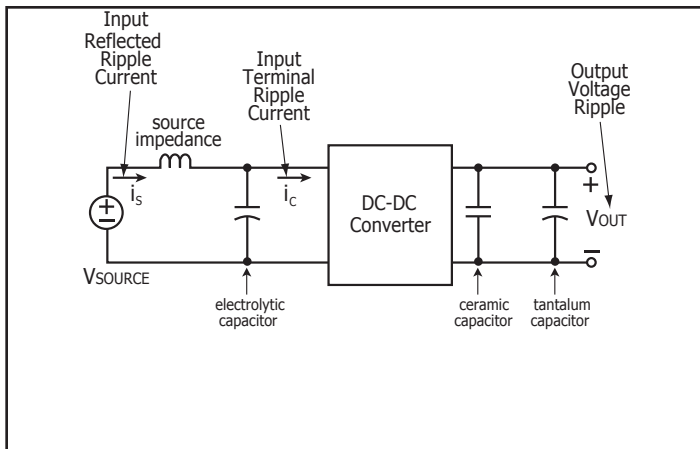 Input
Reflected
Ripple
Current
Input
Terminal
Ripple
Current
Output
Voltage
Ripple
source
impedance
iS
iC
DC-DC
Converter
+
−
VSOURCE
+
VOUT
−
electrolytic
capacitor
ceramic
capacitor
tantalum
capacitor